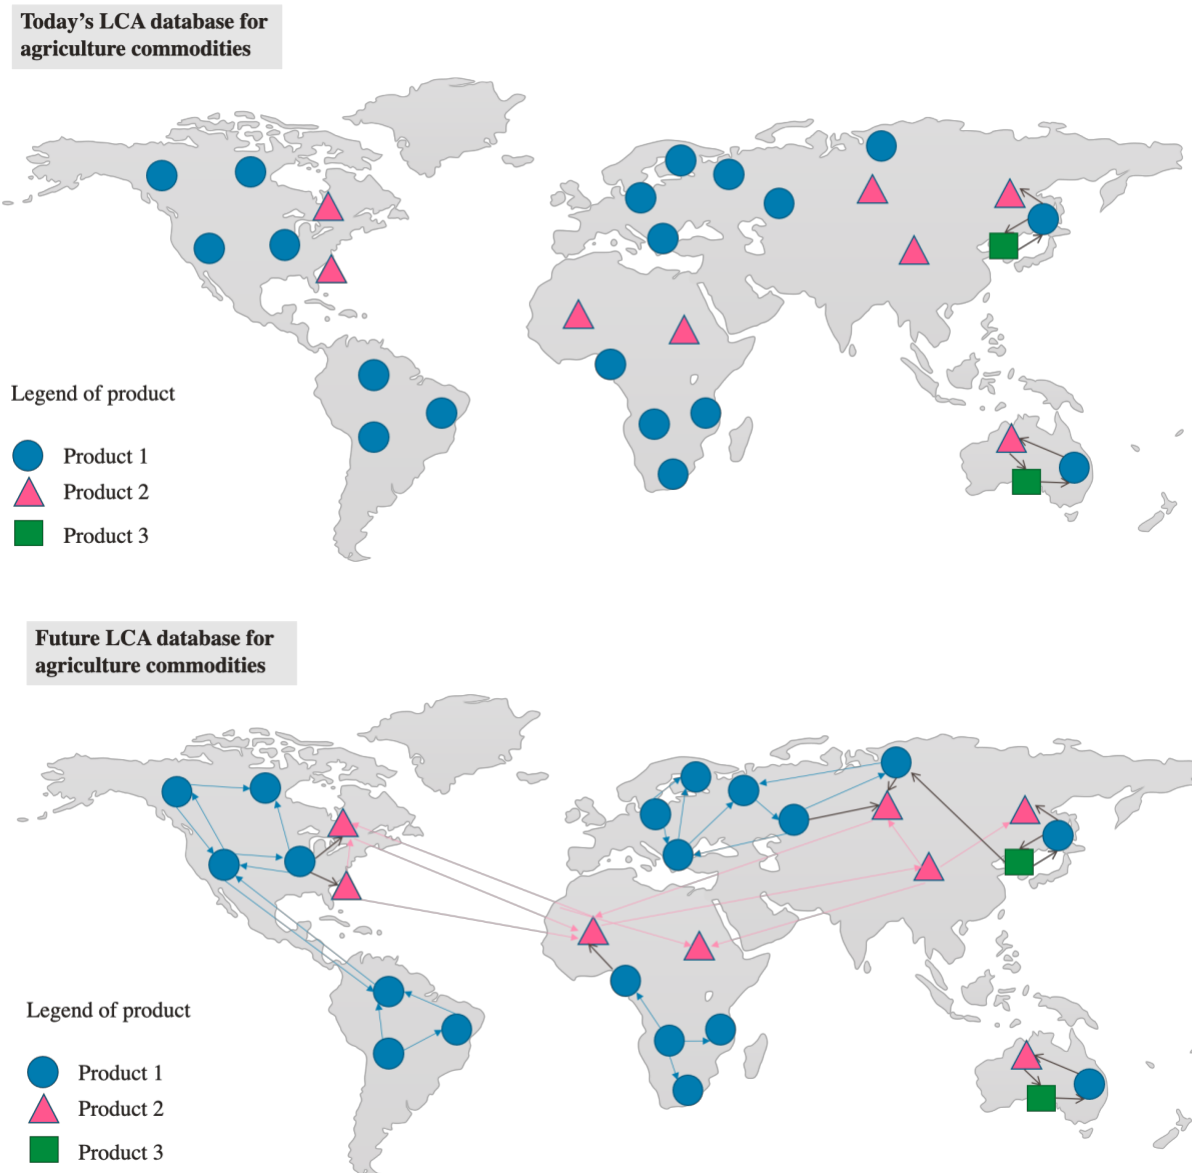 Today’s LCA database for
agriculture commodities
Legend of product
Product 1
Product 2
Product 3
Future LCA database for
agriculture commodities
Legend of product
Product 1
Product 2
Product 3